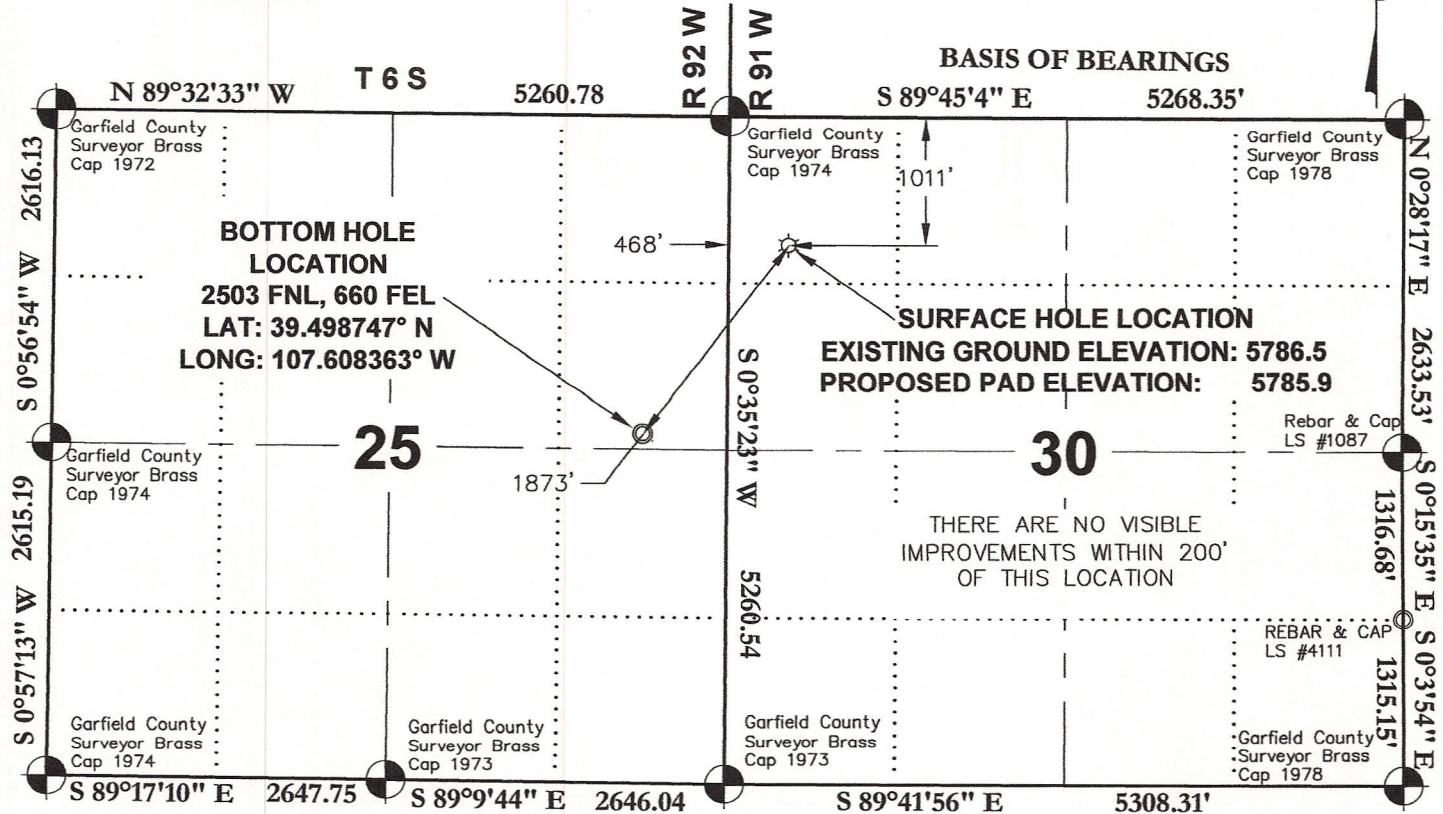 BASIS OF BEARINGS
N 89°32'33" W
T 6 S
5260.78
R 92 W
R 91 W
S 89°45'4" E
5268.35'
Garfield County
Surveyor Brass
Cap 1972
Garfield County
Surveyor Brass
Cap 1974
Garfield County
Surveyor Brass
Cap 1978
2616.13
S 0°56'54" W
1011'
468'
N 0°28'17" E
2633.53'
BOTTOM HOLE
LOCATION
2503 FNL, 660 FEL
LAT: 39.498747° N
LONG: 107.608363° W
SURFACE HOLE LOCATION
EXISTING GROUND ELEVATION: 5786.5
PROPOSED PAD ELEVATION: 5785.9
S 0°35'23" W
5260.54
Rebar & Cap
LS #1087
25
30
Garfield County
Surveyor Brass
Cap 1974
1873'
2615.19
S 0°57'13" W
THERE ARE NO VISIBLE
IMPROVEMENTS WITHIN 200'
OF THIS LOCATION
1316.68'
S 0°15'35" E
REBAR & CAP
LS #4111
1315.15'
S 0°3'54" E
Garfield County
Surveyor Brass
Cap 1974
Garfield County
Surveyor Brass
Cap 1973
Garfield County
Surveyor Brass
Cap 1973
Garfield County
Surveyor Brass
Cap 1978
S 89°17'10" E
2647.75
S 89°9'44" E
2646.04
S 89°41'56" E
5308.31'